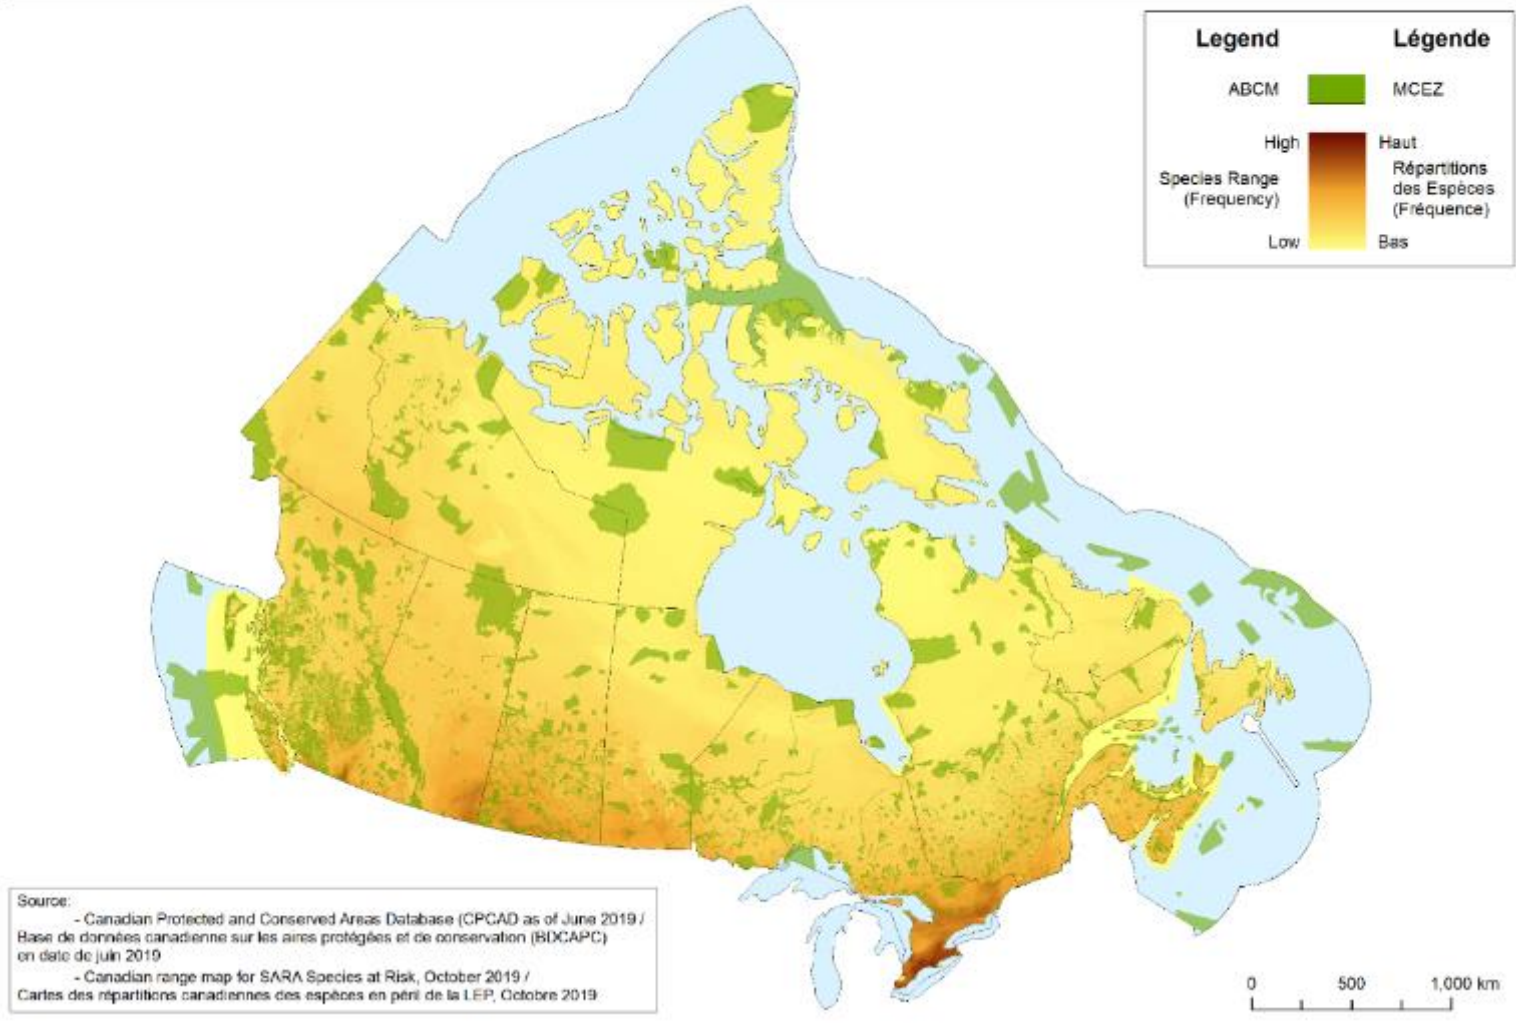 Legend Légende
ABCM MCEZ
High Haut
Species Range
(Frequency)
Répartitions
des Espèces
(Fréquence)
Low Bas
Source:
- Canadian Protected and Conserved Areas Database (CPCAD as of June 2019 /
Base de données canadienne sur les aires protégées et de conservation (BDCAPC)
en date de juin 2019
- Canadian range map for SARA Species at Risk, October 2019 /
Cartes des répartitions canadiennes des espèces en péril de la LEP, Octobre 2019
0 500 1,000 km